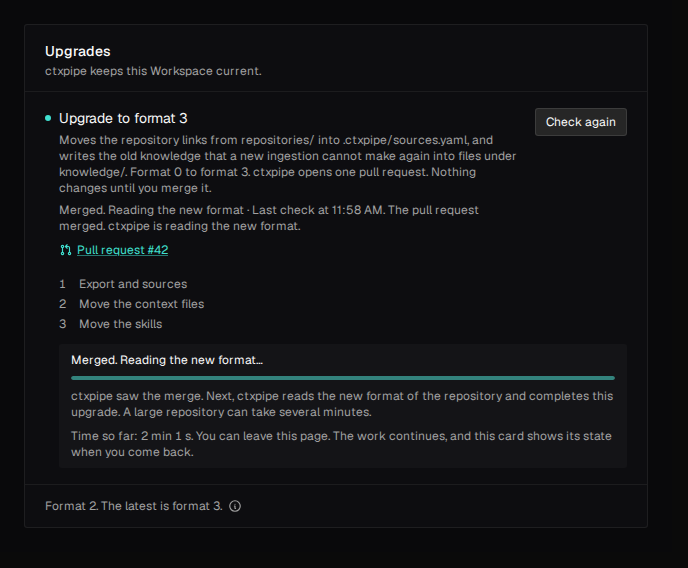 Upgrades
ctxpipe keeps this Workspace current.
Upgrade to format 3
Check again
Moves the repository links from repositories/ into .ctxpipe/sources.yaml, and
writes the old knowledge that a new ingestion cannot make again into files under
knowledge/. Format 0 to format 3. ctxpipe opens one pull request. Nothing
changes until you merge it.
Merged. Reading the new format · Last check at 11:58 AM. The pull request
merged. ctxpipe is reading the new format.
Pull request #42
1 Export and sources
2 Move the context files
3 Move the skills
Merged. Reading the new format…
ctxpipe saw the merge. Next, ctxpipe reads the new format of the repository and completes this
upgrade. A large repository can take several minutes.
Time so far: 2 min 1 s. You can leave this page. The work continues, and this card shows its state
when you come back.
Format 2. The latest is format 3.